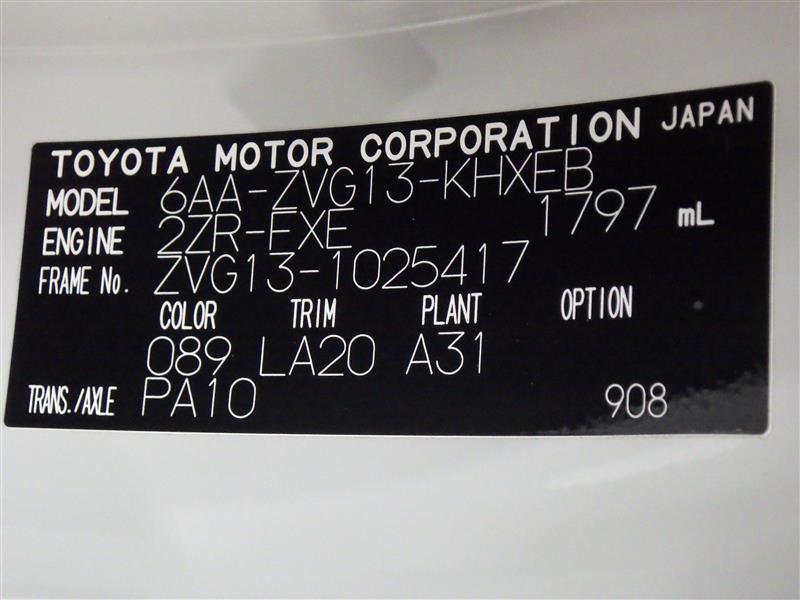 TOYOTA MOTOR CORPORATION JAPAN
MODEL 6AA-ZVG13-KHXEB
ENGINE 2ZR-FXE 1797 mL
FRAME No. ZVG13-1025417
COLOR TRIM PLANT OPTION
089 LA20 A31
TRANS./AXLE PA10 908